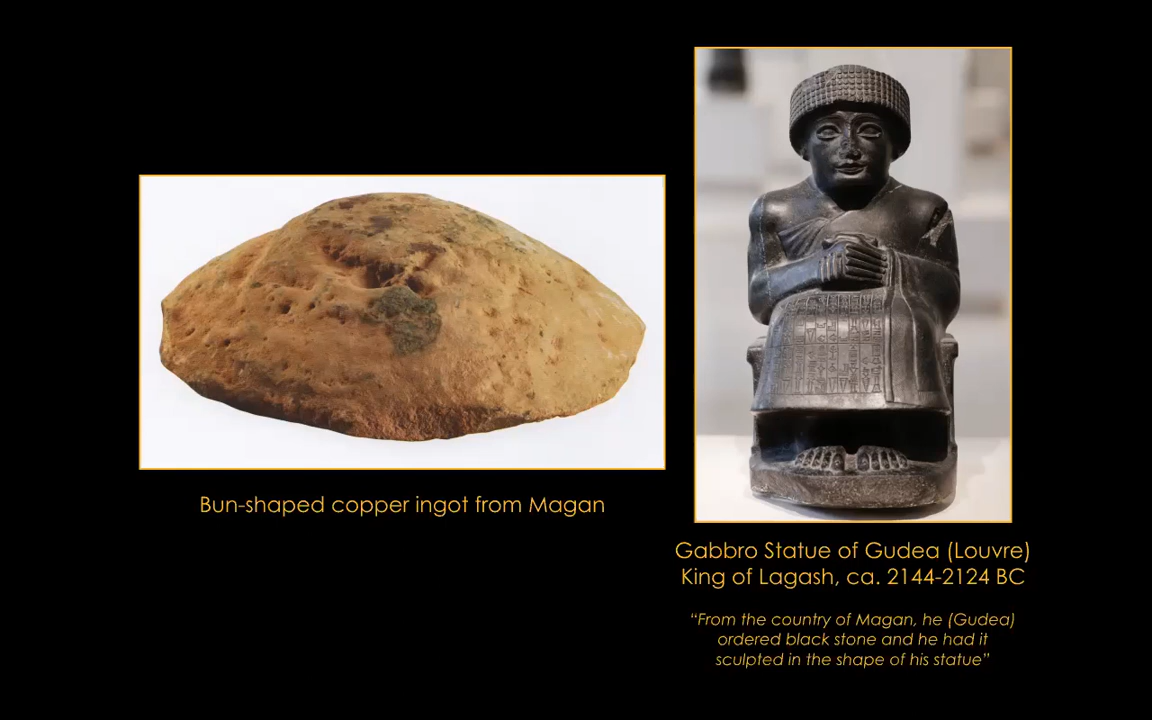 Bun-shaped copper ingot from Magan
Gabbro Statue of Gudea (Louvre)
King of Lagash, ca. 2144-2124 BC
“From the country of Magan, he (Gudea)
ordered black stone and he had it
sculpted in the shape of his statue”